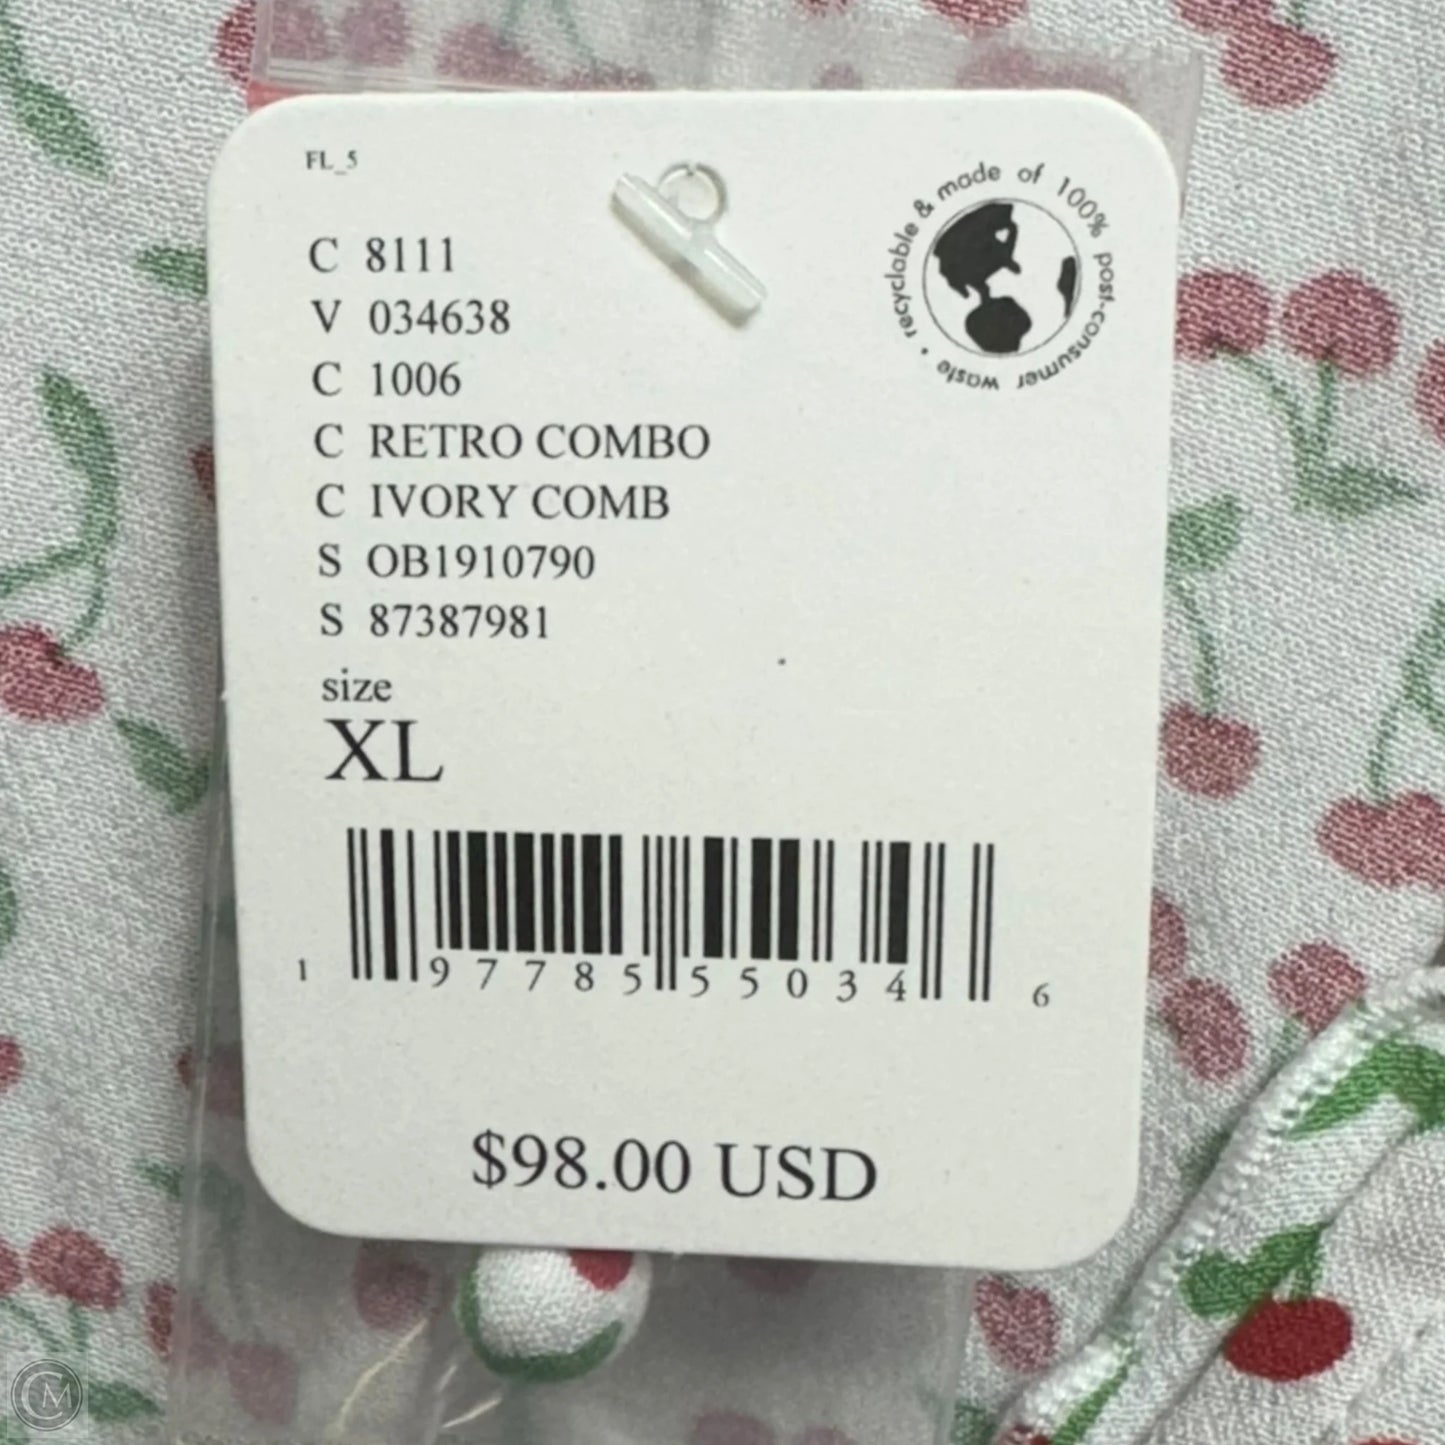 FL_5
recyclable & made of 100% post-consumer waste •
C 8111
V 034638
C 1006
C RETRO COMBO
C IVORY COMB
S OB1910790
S 87387981
size
XL
1 97785 55034 6
$98.00 USD
CM